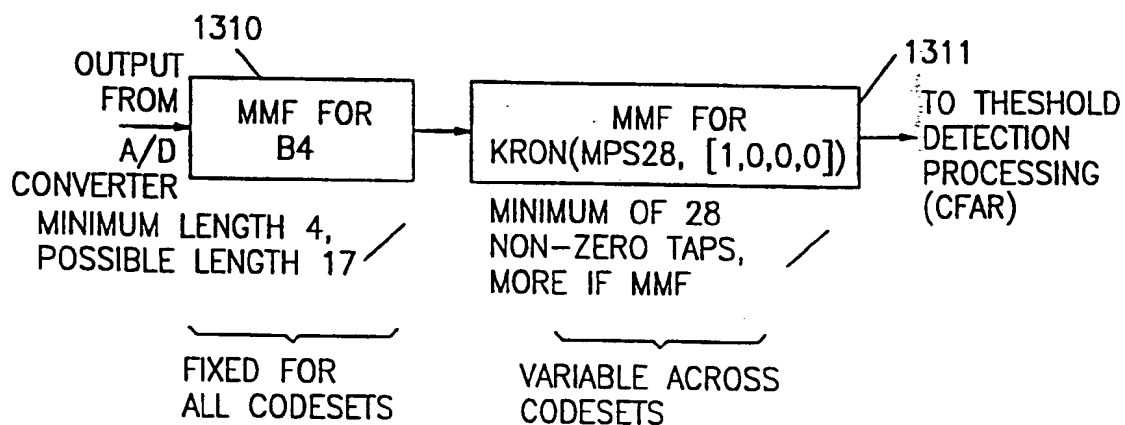 1310
OUTPUT
FROM
A/D
CONVERTER
MMF FOR
B4
MINIMUM LENGTH 4,
POSSIBLE LENGTH 17
FIXED FOR
ALL CODESETS
1311
MMF FOR
KRON(MPS28, [1,0,0,0])
MINIMUM OF 28
NON-ZERO TAPS,
MORE IF MMF
VARIABLE ACROSS
CODESETS
TO THESHOLD
DETECTION
PROCESSING
(CFAR)